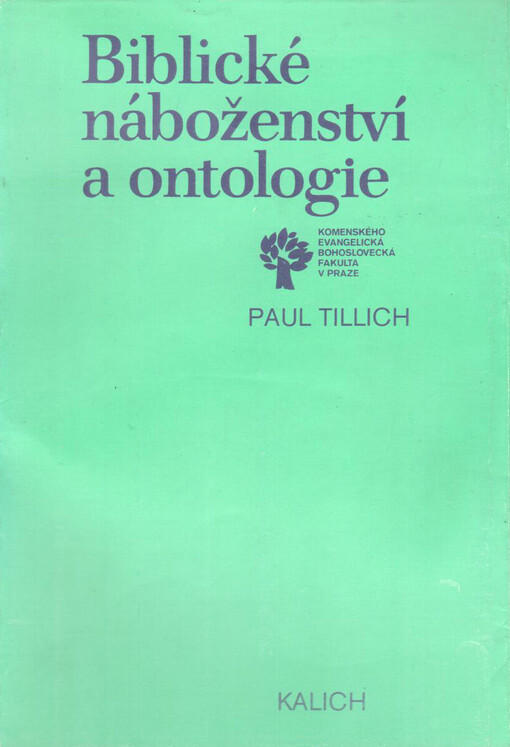 Biblické
náboženství
a ontologie
KOMENSKÉHO
EVANGELICKÁ
BOHOSLOVECKÁ
FAKULTA
V PRAZE
PAUL TILLICH
KALICH